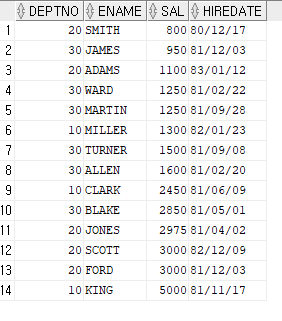 DEPTNO ENAME SAL HIREDATE
1 20 SMITH 800 80/12/17
2 30 JAMES 950 81/12/03
3 20 ADAMS 1100 83/01/12
4 30 WARD 1250 81/02/22
5 30 MARTIN 1250 81/09/28
6 10 MILLER 1300 82/01/23
7 30 TURNER 1500 81/09/08
8 30 ALLEN 1600 81/02/20
9 10 CLARK 2450 81/06/09
10 30 BLAKE 2850 81/05/01
11 20 JONES 2975 81/04/02
12 20 SCOTT 3000 82/12/09
13 20 FORD 3000 81/12/03
14 10 KING 5000 81/11/17